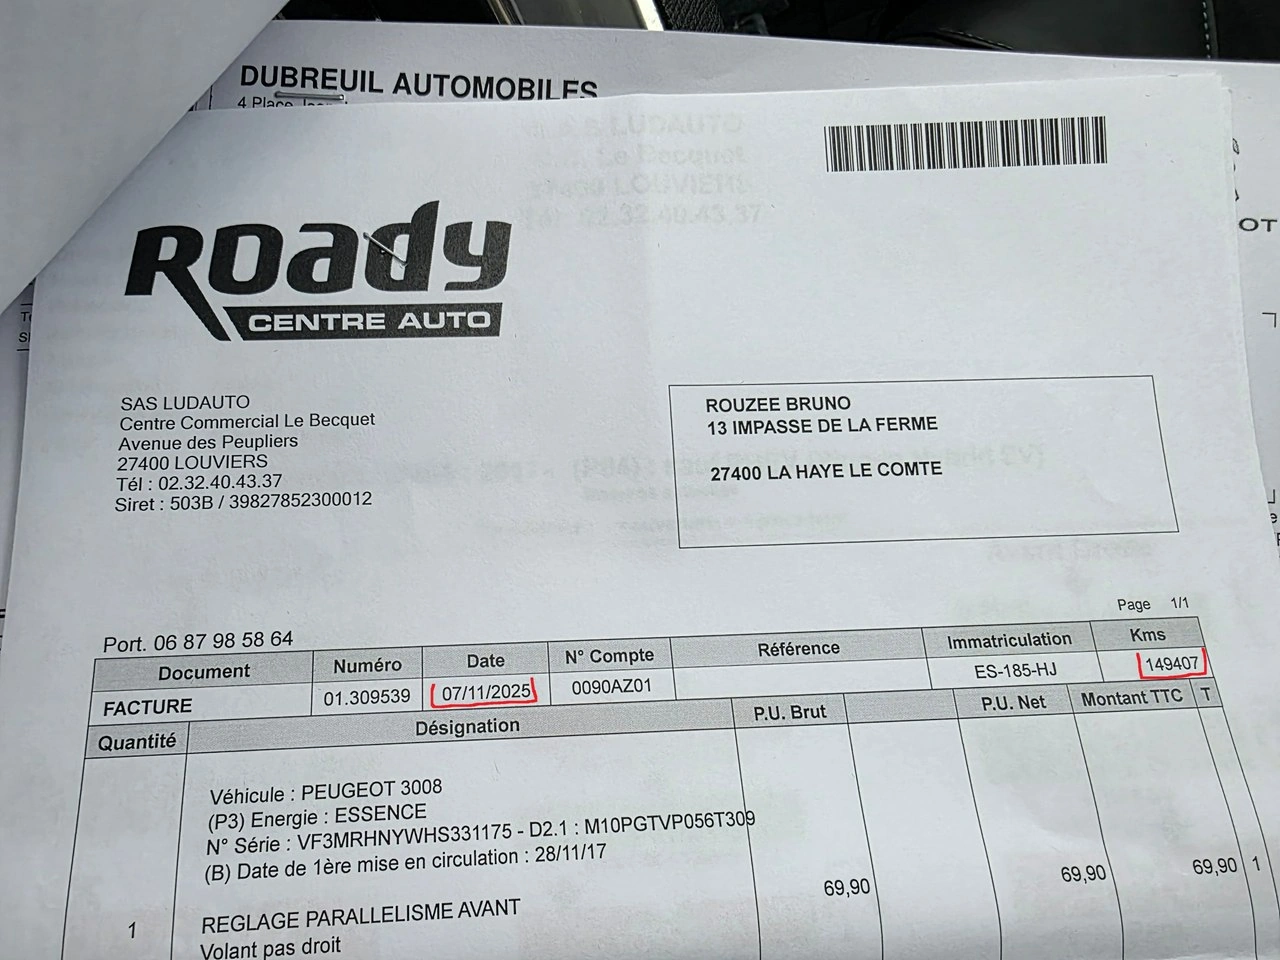 DUBREUIL AUTOMOBILES
4 Place
ROADY
CENTRE AUTO
SAS LUDAUTO
Centre Commercial Le Becquet
Avenue des Peupliers
27400 LOUVIERS
Tél : 02.32.40.43.37
Siret : 503B / 39827852300012
ROUZEE BRUNO
13 IMPASSE DE LA FERME
27400 LA HAYE LE COMTE
Port. 06 87 98 58 64
Page 1/1
Document Numéro Date N° Compte Référence Immatriculation Kms
FACTURE 01.309539 07/11/2025 0090AZ01 ES-185-HJ 149407
Quantité Désignation P.U. Brut P.U. Net Montant TTC T
Véhicule : PEUGEOT 3008
(P3) Energie : ESSENCE
N° Série : VF3MRHNYWHS331175 - D2.1 : M10PGTVP056T309
(B) Date de 1ère mise en circulation : 28/11/17
1 REGLAGE PARALLELISME AVANT 69,90 69,90 69,90 1
Volant pas droit